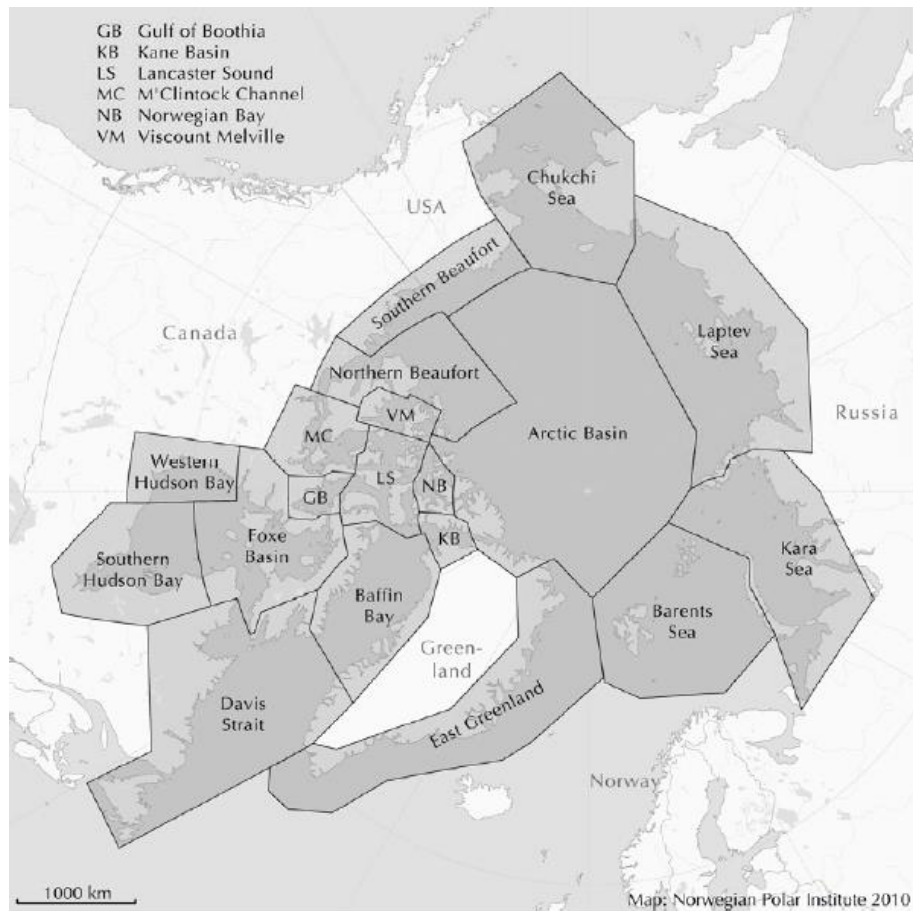 GB Gulf of Boothia
KB Kane Basin
LS Lancaster Sound
MC M'Clintock Channel
NB Norwegian Bay
VM Viscount Melville
Chukchi
Sea
USA
Southern Beaufort
Canada
Laptev
Sea
Northern Beaufort
VM
Russia
MC
Arctic Basin
Western
Hudson Bay
LS
NB
GB
Foxe
Basin
KB
Southern
Hudson Bay
Kara
Sea
Baffin
Bay
Barents
Sea
Green-
land
Davis
Strait
East Greenland
Norway
1000 km
Map: Norwegian Polar Institute 2010